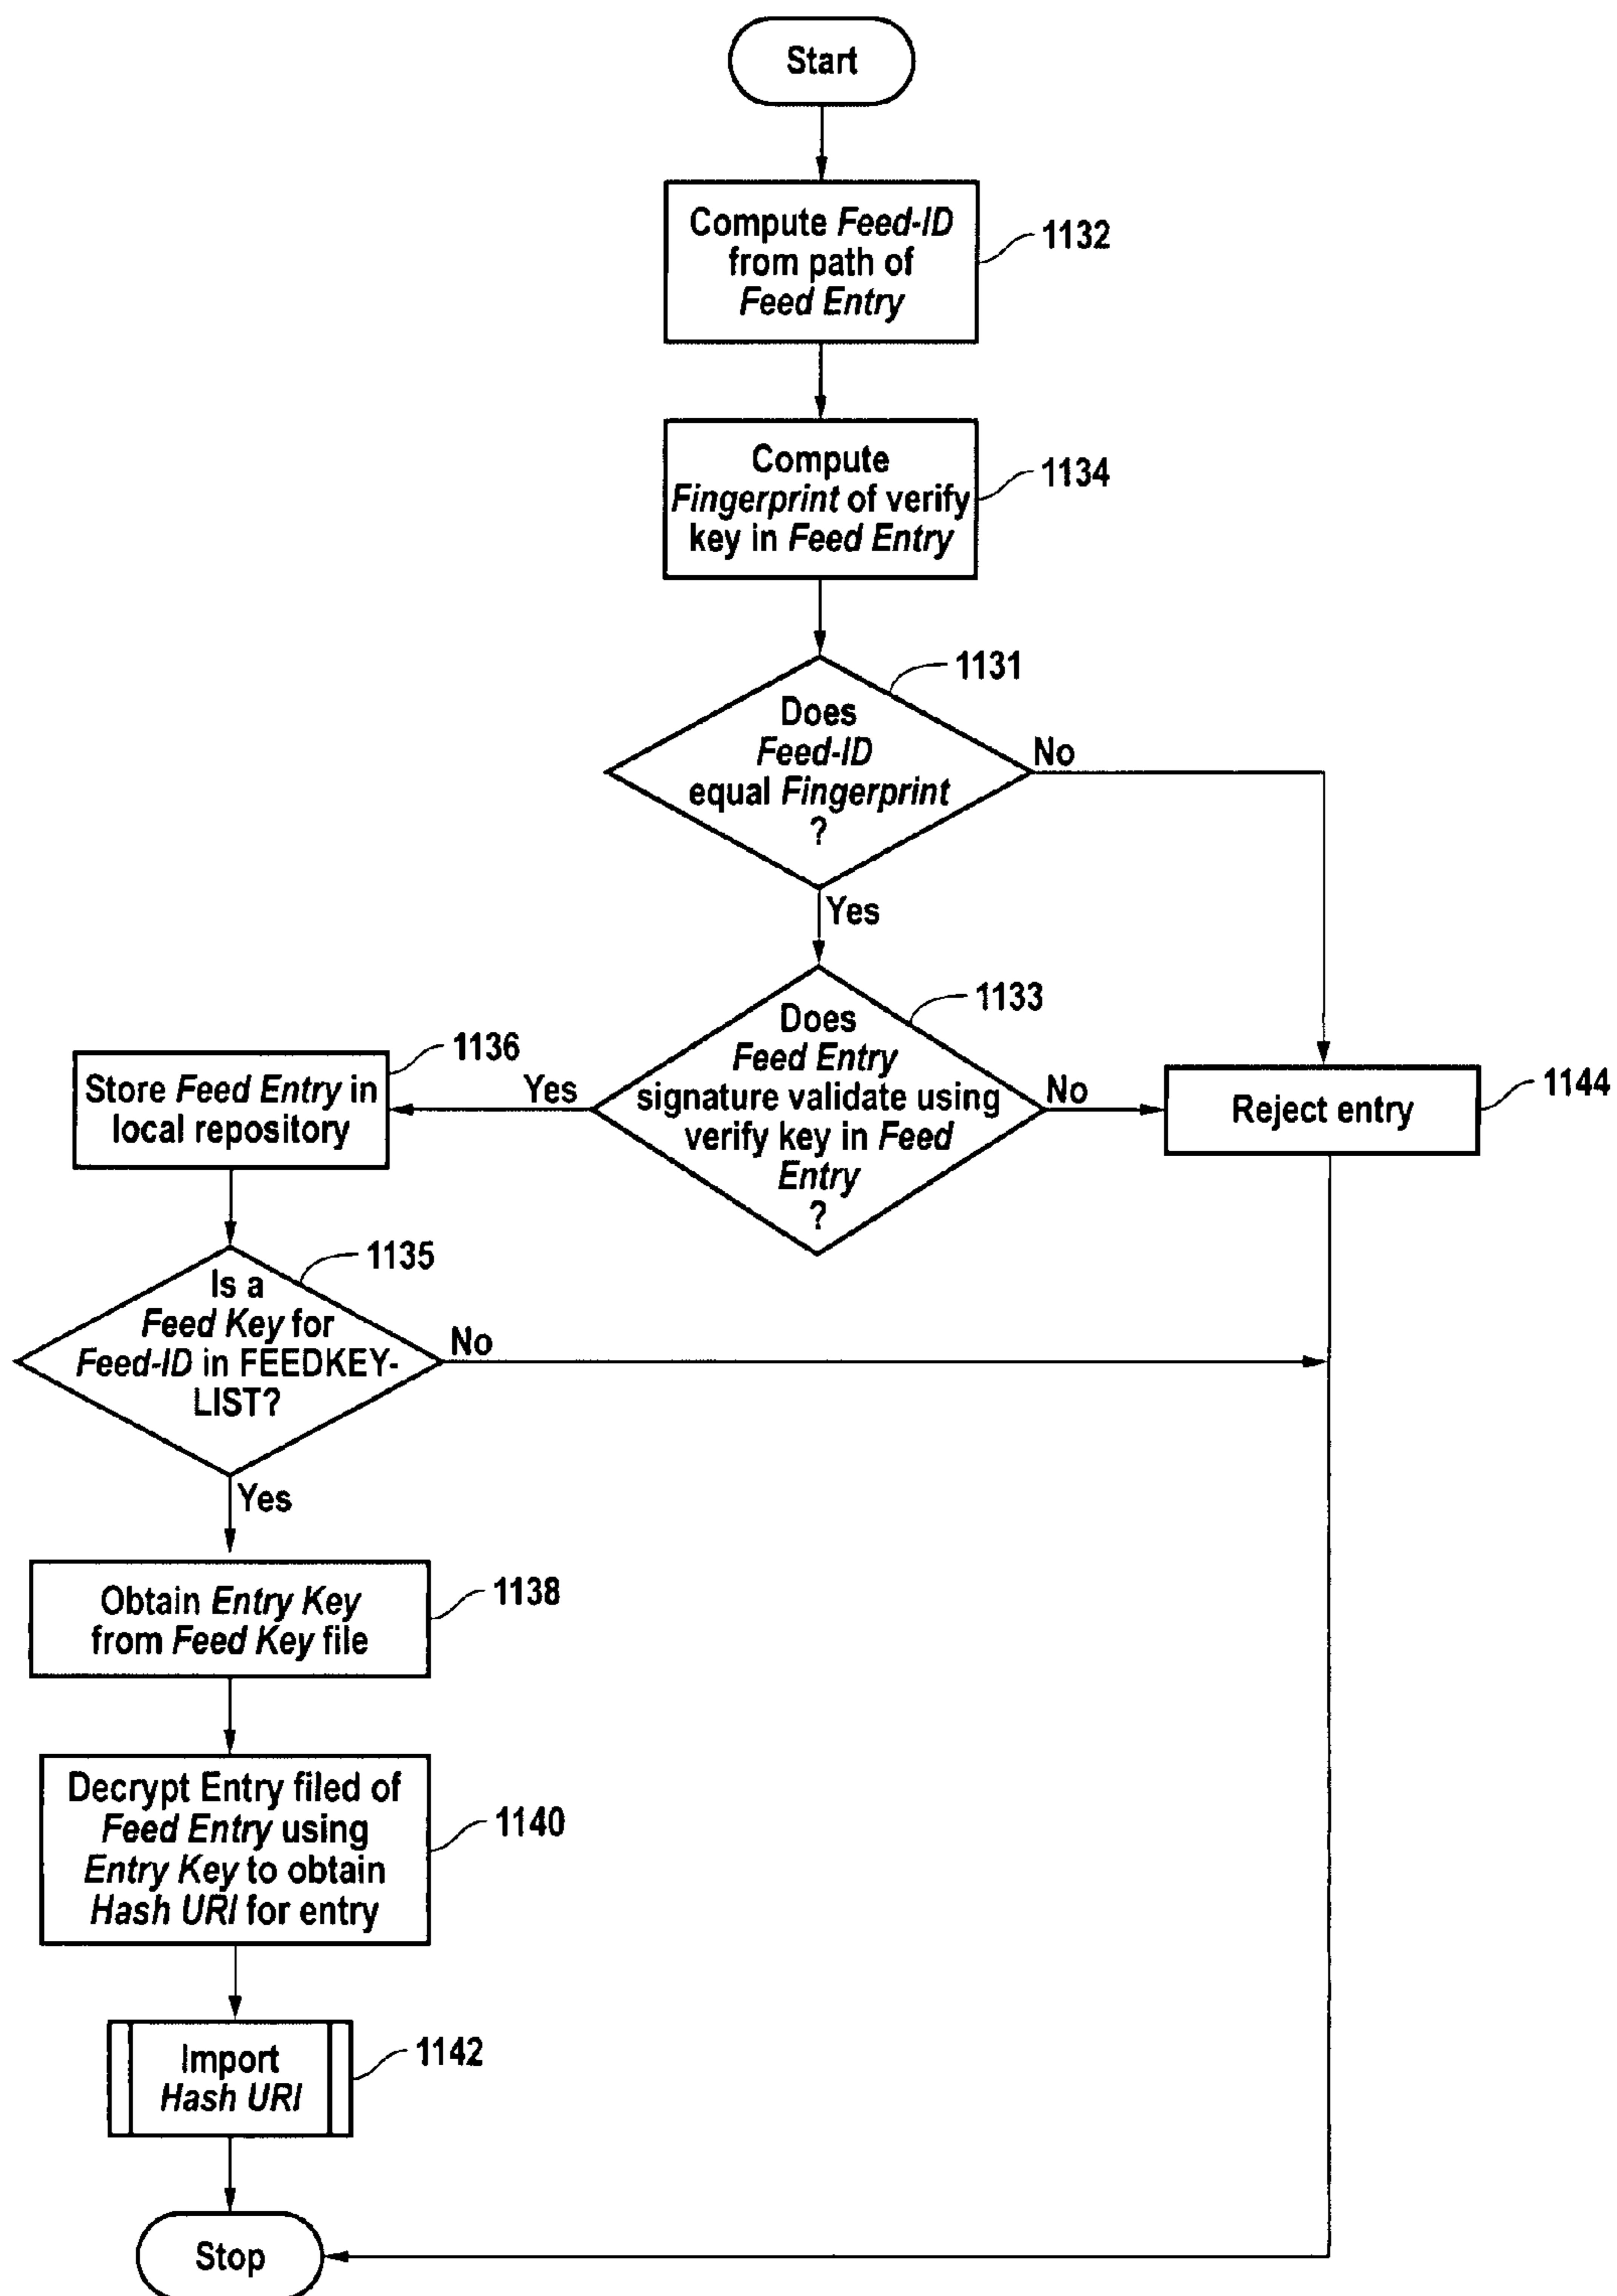 Start
Compute Feed-ID
from path of
Feed Entry
1132
Compute
Fingerprint of verify
key in Feed Entry
1134
Does
Feed-ID
equal Fingerprint
?
1131
No
Yes
Does
Feed Entry
signature validate using
verify key in Feed
Entry
?
1133
Yes
No
Store Feed Entry in
local repository
1136
Reject entry
1144
Is a
Feed Key for
Feed-ID in FEEDKEY-
LIST?
1135
No
Yes
Obtain Entry Key
from Feed Key file
1138
Decrypt Entry filed of
Feed Entry using
Entry Key to obtain
Hash URI for entry
1140
Import
Hash URI
1142
Stop